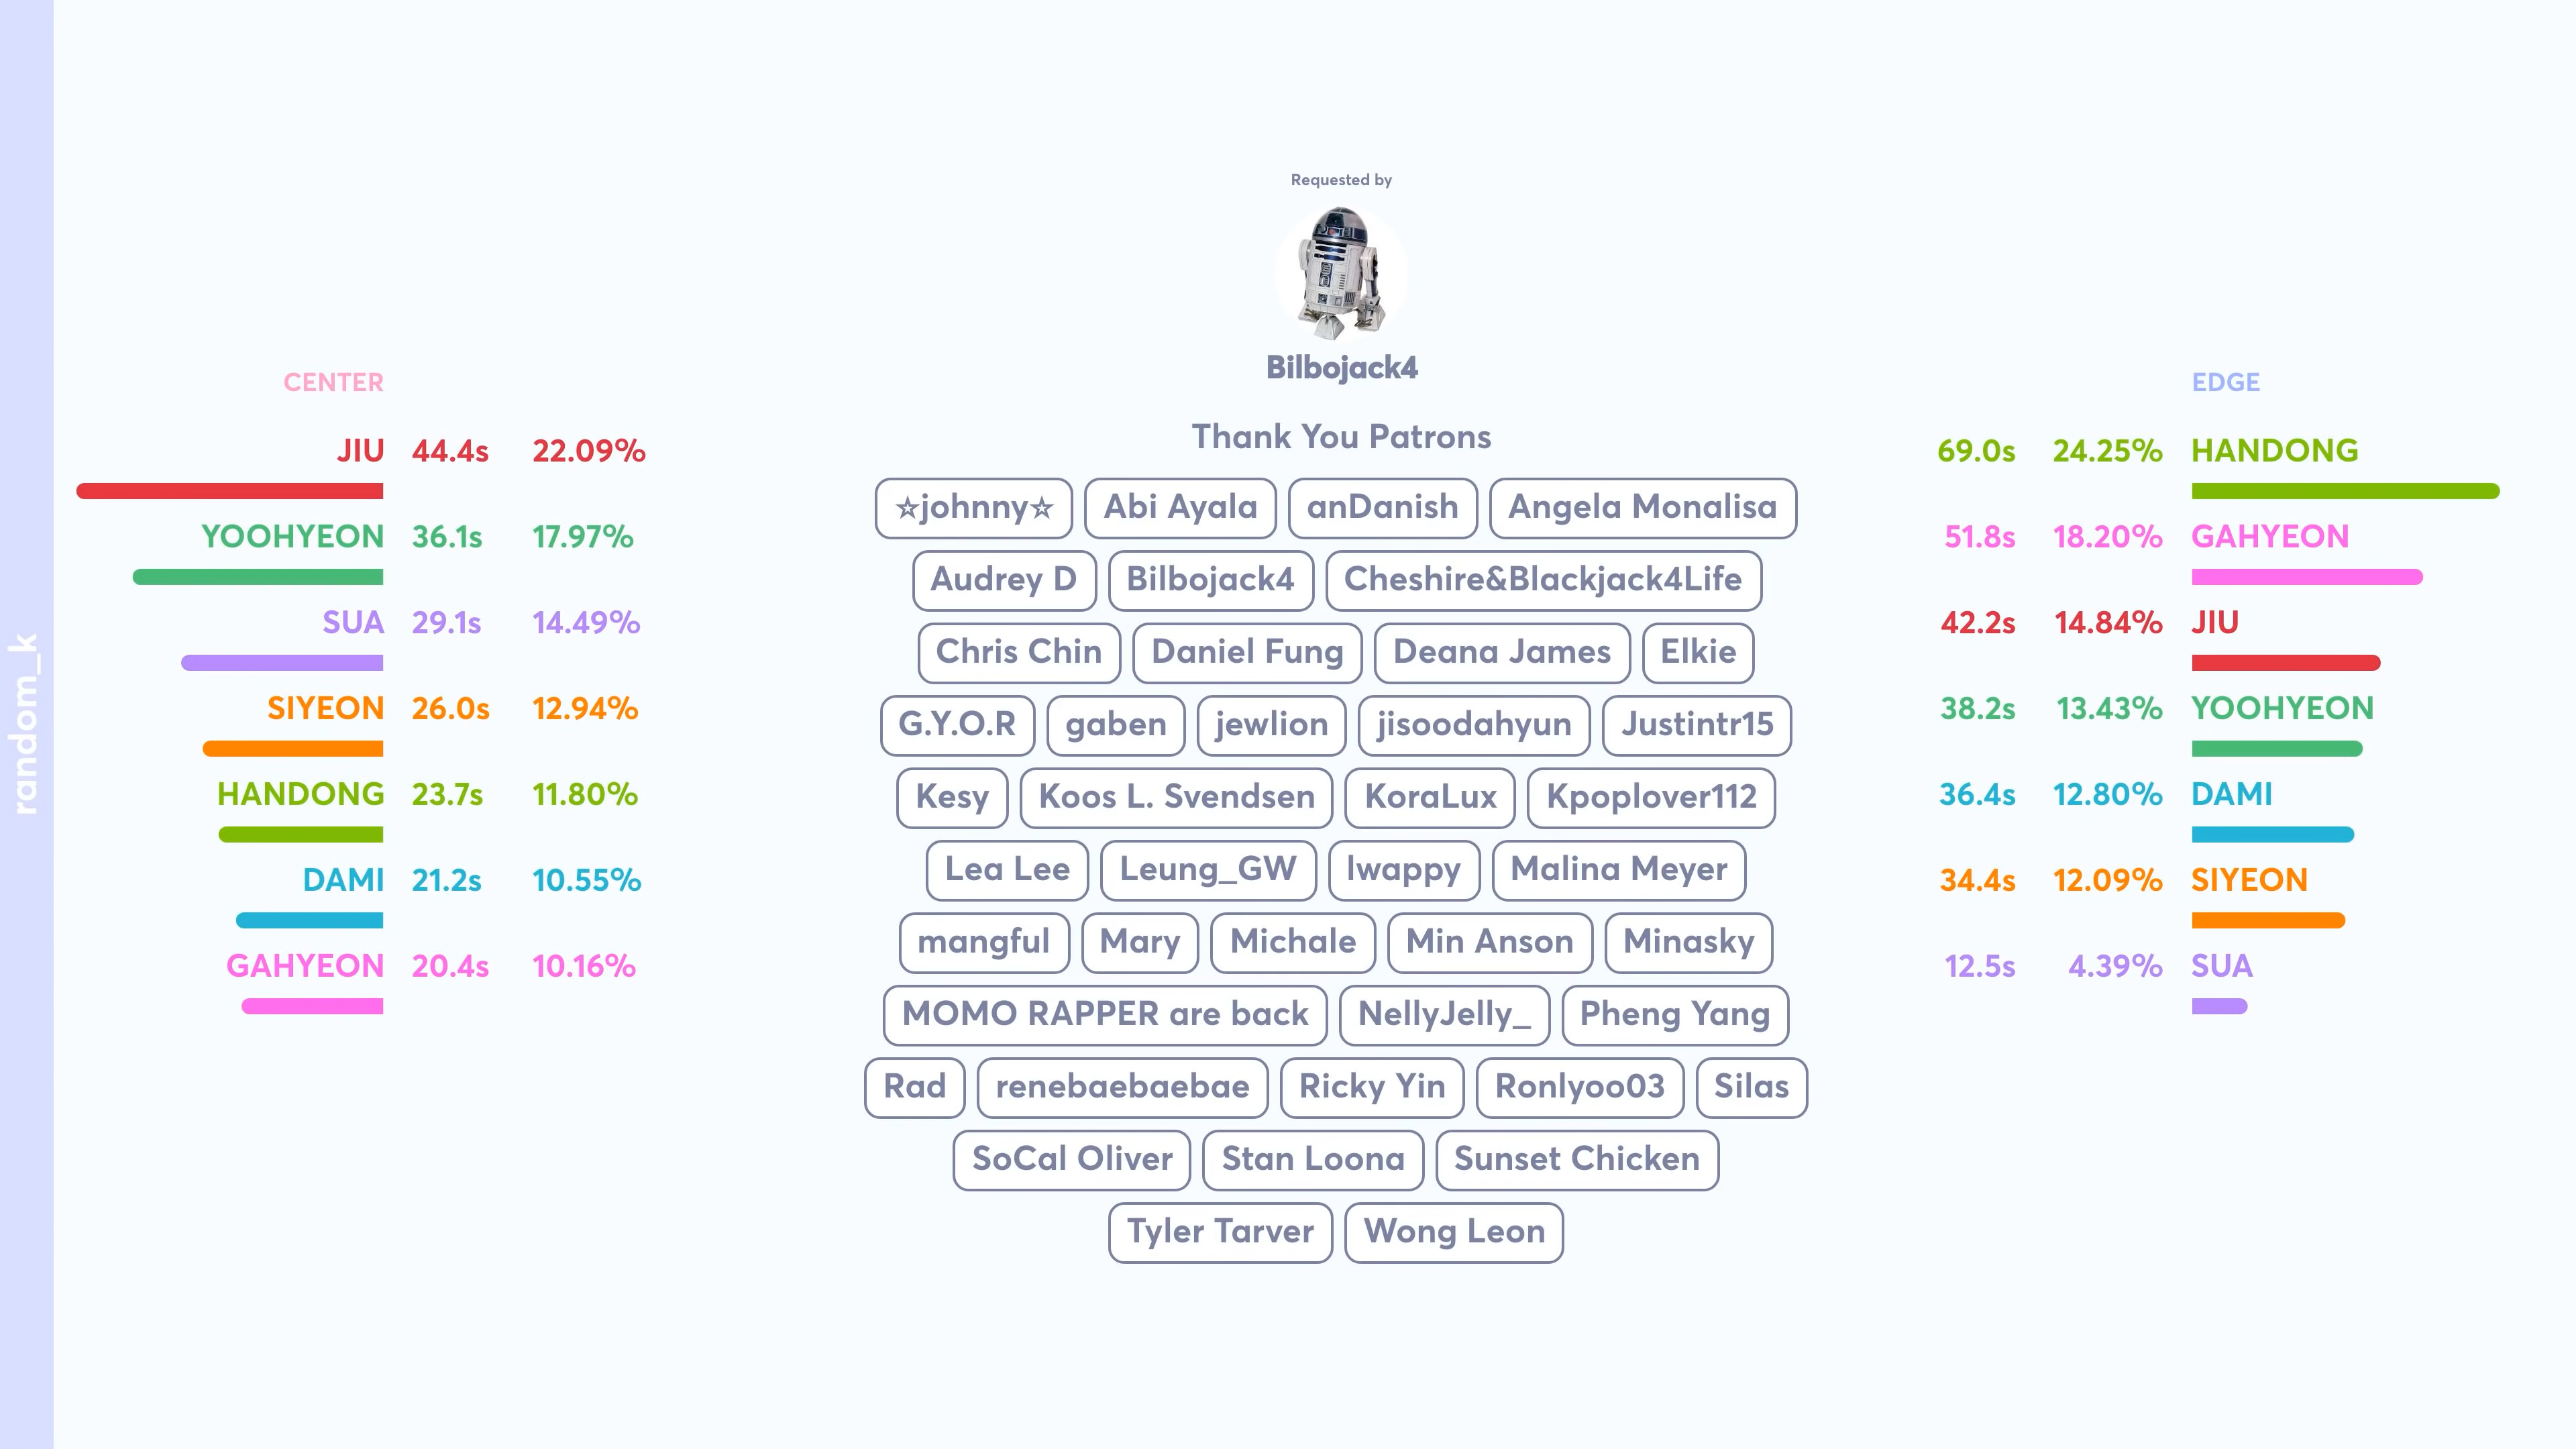 random_k
CENTER
JIU 44.4s 22.09%
YOOHYEON 36.1s 17.97%
SUA 29.1s 14.49%
SIYEON 26.0s 12.94%
HANDONG 23.7s 11.80%
DAMI 21.2s 10.55%
GAHYEON 20.4s 10.16%
Requested by
Bilbojack4
Thank You Patrons
☆johnny☆ Abi Ayala anDanish Angela Monalisa
Audrey D Bilbojack4 Cheshire&Blackjack4Life
Chris Chin Daniel Fung Deana James Elkie
G.Y.O.R gaben jewlion jisoodahyun Justintr15
Kesy Koos L. Svendsen KoraLux Kpoplover112
Lea Lee Leung_GW lwappy Malina Meyer
mangful Mary Michale Min Anson Minasky
MOMO RAPPER are back NellyJelly_ Pheng Yang
Rad renebaebaebae Ricky Yin Ronlyoo03 Silas
SoCal Oliver Stan Loona Sunset Chicken
Tyler Tarver Wong Leon
EDGE
69.0s 24.25% HANDONG
51.8s 18.20% GAHYEON
42.2s 14.84% JIU
38.2s 13.43% YOOHYEON
36.4s 12.80% DAMI
34.4s 12.09% SIYEON
12.5s 4.39% SUA